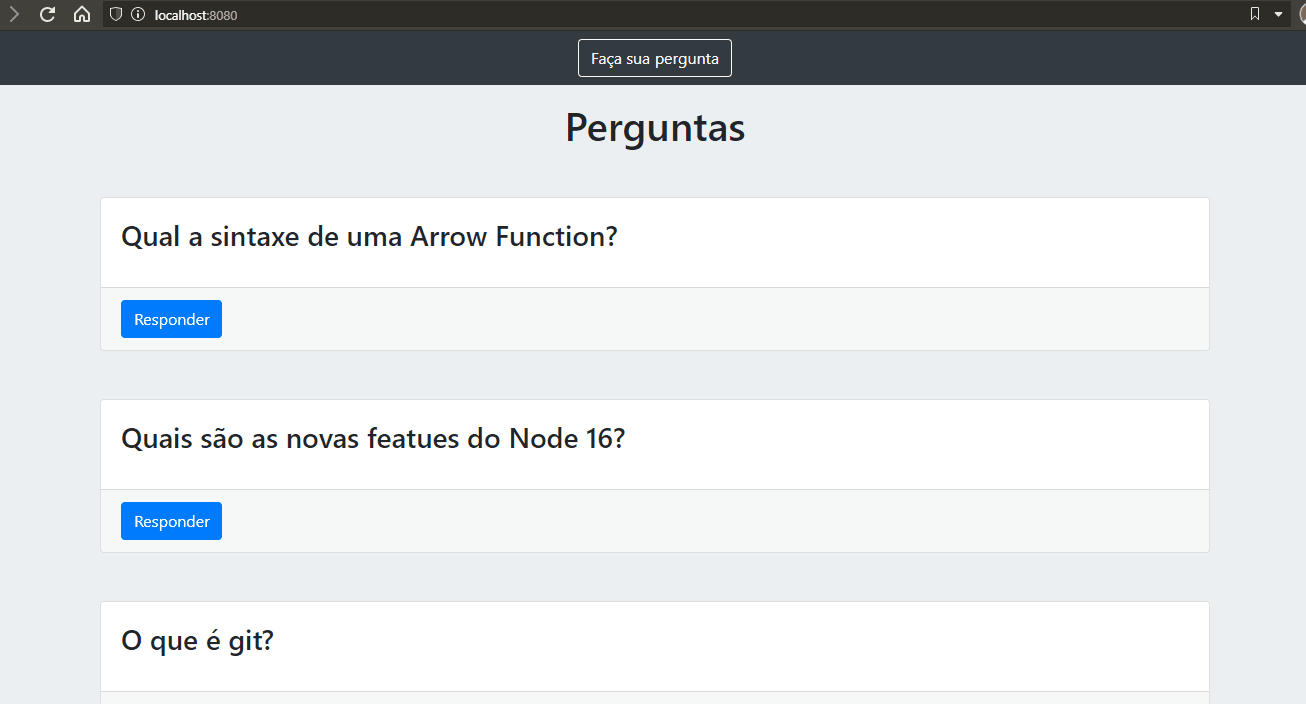 localhost:8080
Faça sua pergunta
Perguntas
Qual a sintaxe de uma Arrow Function?
Responder
Quais são as novas featues do Node 16?
Responder
O que é git?